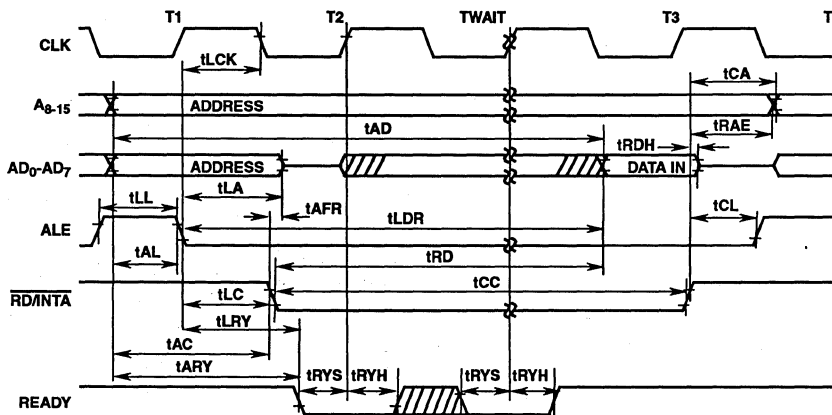 T1 T2 TWAIT T3 T
CLK
tLCK
tCA
A8-15 ADDRESS
tAD tRAE
tRDH
AD0-AD7 ADDRESS DATA IN
tLA
tLL tAFR tLDR tCL
ALE
tAL tRD
tCC
RD/INTA tLC
tLRY
tAC
tARY
tRYS tRYH tRYS tRYH
READY